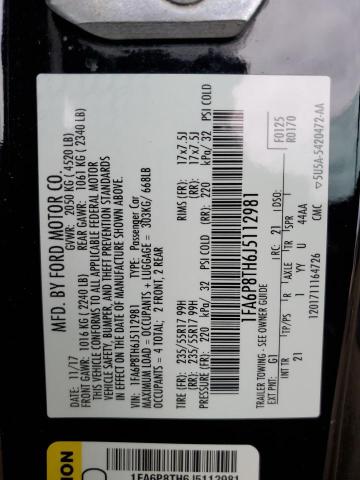 MFD. BY FORD MOTOR CO.
DATE: 11/17 GVWR: 2050 KG (4520 LB)
FRONT GAWR: 1016 KG (2240 LB) REAR GAWR: 1061 KG (2340 LB)
THIS VEHICLE CONFORMS TO ALL APPLICABLE FEDERAL MOTOR
VEHICLE SAFETY, BUMPER, AND THEFT PREVENTION STANDARDS
IN EFFECT ON THE DATE OF MANUFACTURE SHOWN ABOVE.
VIN: 1FA6P8TH6J5112981 TYPE: Passenger Car
MAXIMUM LOAD = OCCUPANTS + LUGGAGE = 303KG/ 668LB
OCCUPANTS = 4 TOTAL; 2 FRONT, 2 REAR
TIRE (FR): 235/55R17 99H RIMS (FR): 17x7.5J
TIRE (RR): 235/55R17 99H 17x7.5J
PRESSURE (FR): 220 kPa/ 32 PSI COLD (RR): 220 kPa/ 32 PSI COLD
1FA6P8TH6J5112981
TRAILER TOWING - SEE OWNER GUIDE
F0125
R0170
EXT PNT: G1 RC: 21 DSO:
INT TR TP/PS R AXLE TR SPR
21 I YY U 44AA
12017111164726 CMC
5U5A-5420472-AA
1FA6P8TH6J5112981